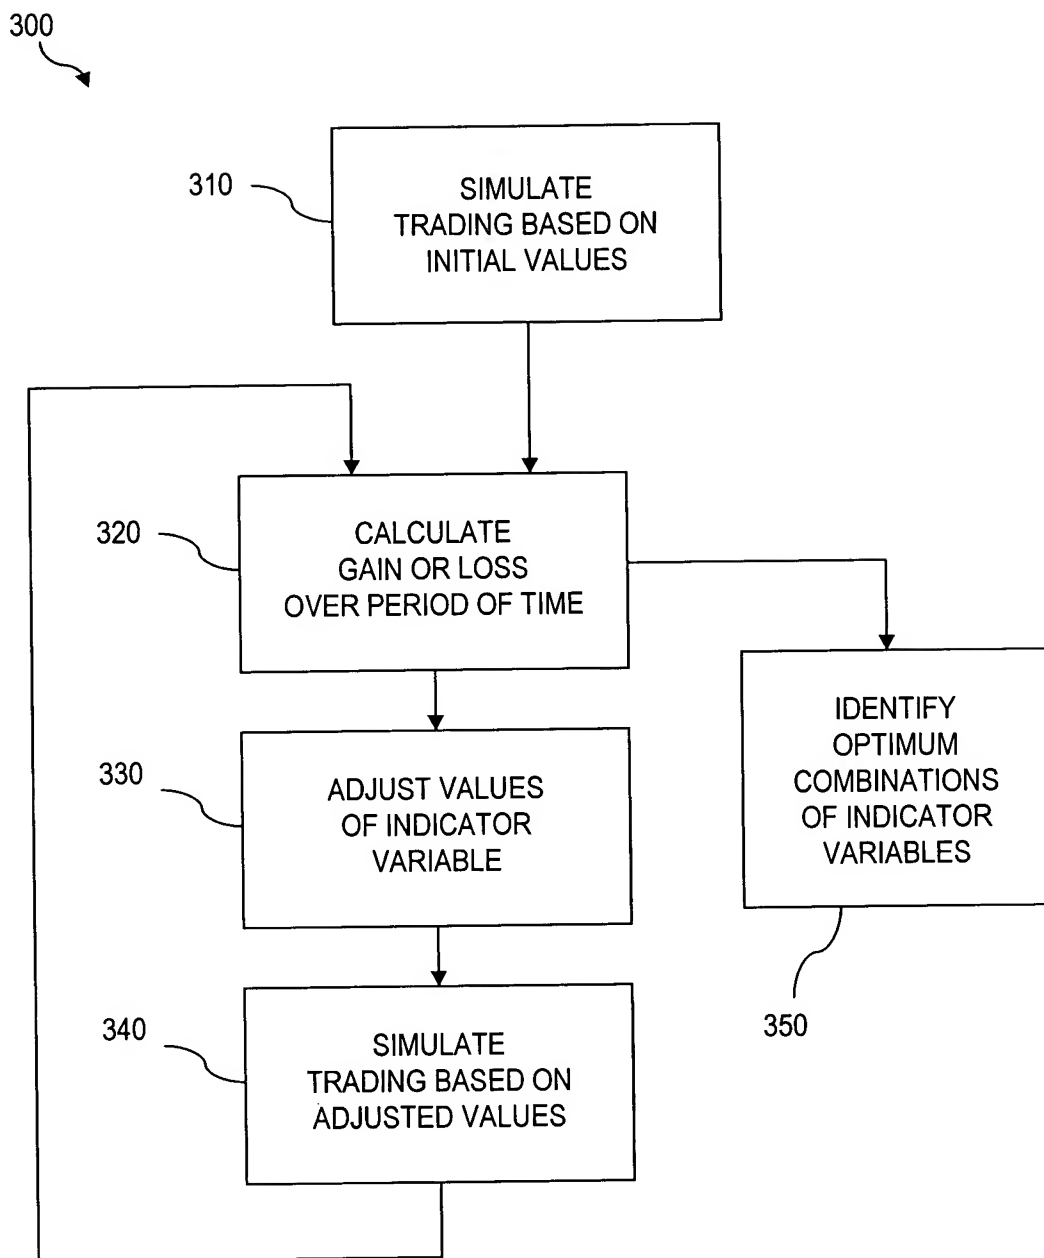 300
310
SIMULATE
TRADING BASED ON
INITIAL VALUES
320
CALCULATE
GAIN OR LOSS
OVER PERIOD OF TIME
330
ADJUST VALUES
OF INDICATOR
VARIABLE
IDENTIFY
OPTIMUM
COMBINATIONS
OF INDICATOR
VARIABLES
340
SIMULATE
TRADING BASED ON
ADJUSTED VALUES
350